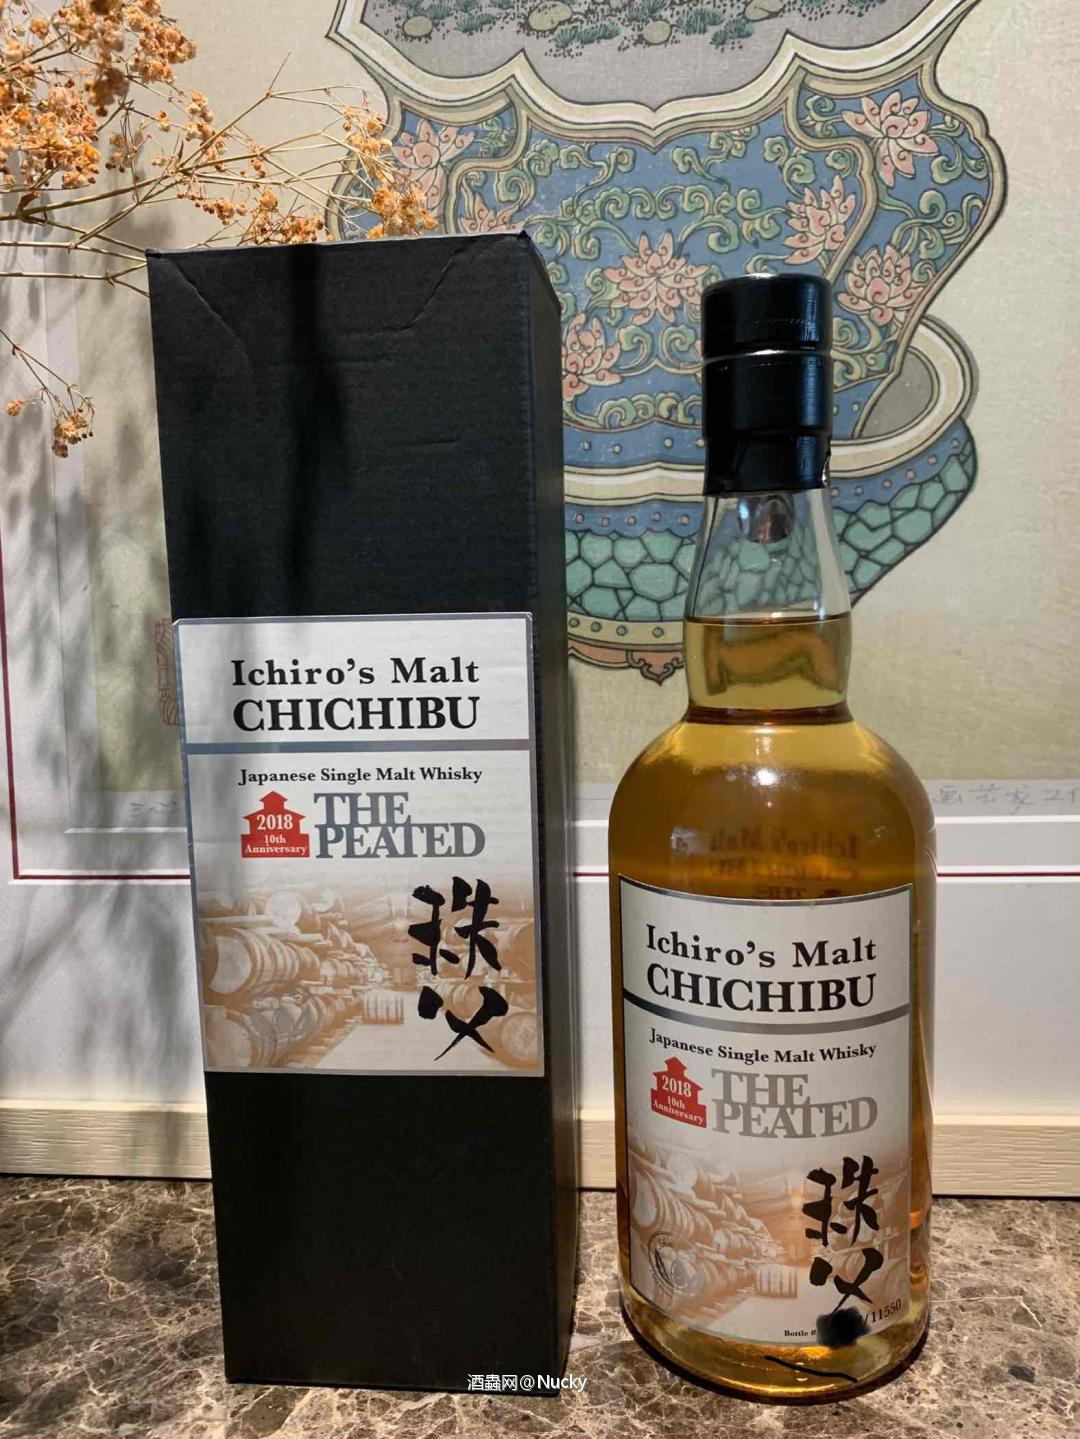 Ichiro's Malt
CHICHIBU
Japanese Single Malt Whisky
2018
10th
Anniversary
THE
PEATED
秩
父
Ichiro's Malt
CHICHIBU
Japanese Single Malt Whisky
2018
10th
Anniversary
THE
PEATED
秩
父
Bottle # /11550
酒蟲网@Nucky